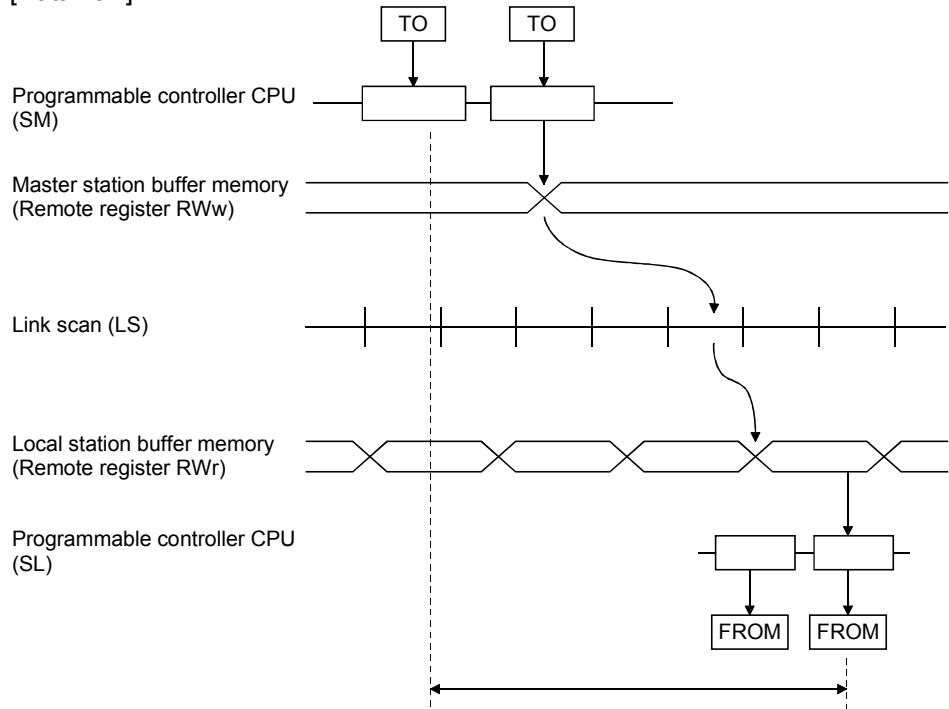 TO TO
Programmable controller CPU
(SM)
Master station buffer memory
(Remote register RWw)
Link scan (LS)
Local station buffer memory
(Remote register RWr)
Programmable controller CPU
(SL)
FROM FROM